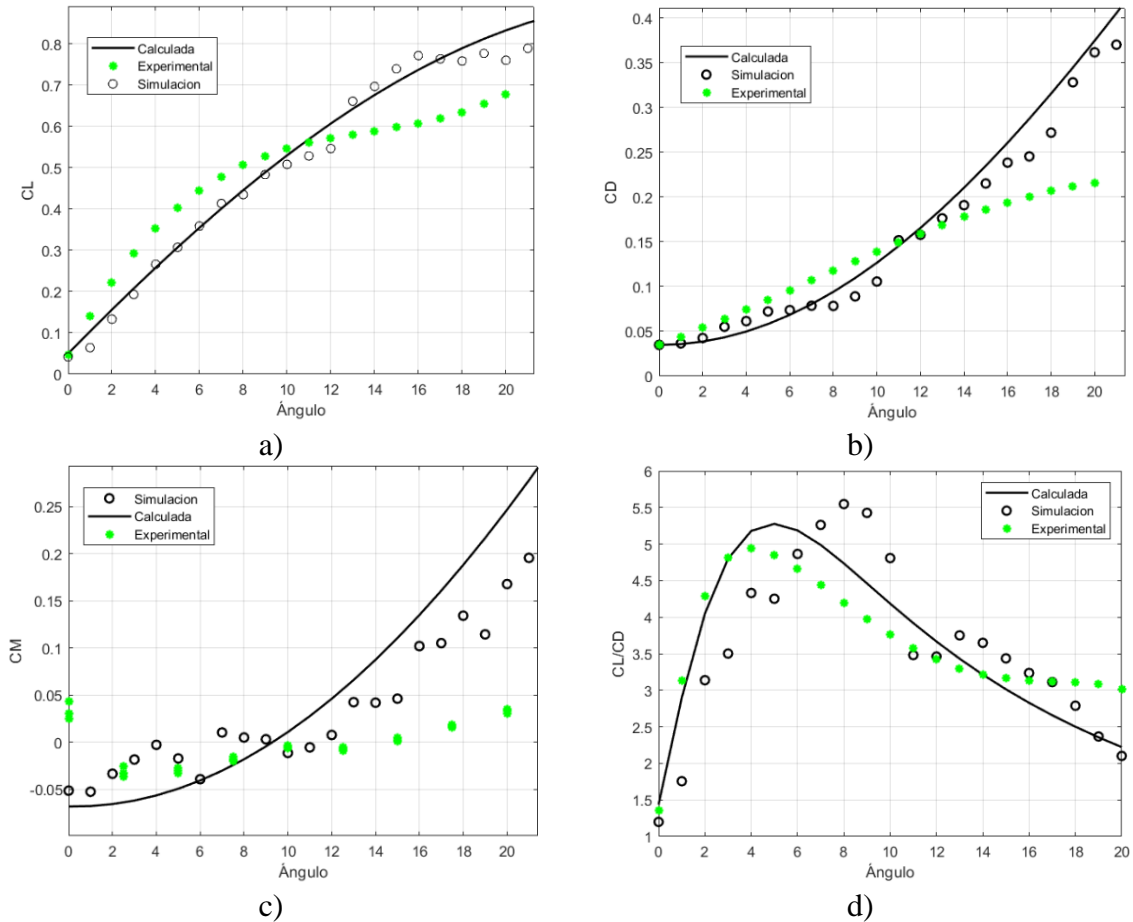 0.8
0.7
0.6
0.5
0.4
0.3
0.2
0.1
0
CL
Calculada
Experimental
Simulacion
0 2 4 6 8 10 12 14 16 18 20
Ángulo
a)
0.4
0.35
0.3
0.25
0.2
0.15
0.1
0.05
0
CD
Calculada
Simulacion
Experimental
0 2 4 6 8 10 12 14 16 18 20
Ángulo
b)
0.25
0.2
0.15
0.1
0.05
0
-0.05
CM
Simulacion
Calculada
Experimental
0 2 4 6 8 10 12 14 16 18 20
Ángulo
c)
6
5.5
5
4.5
4
3.5
3
2.5
2
1.5
1
CL/CD
Calculada
Simulacion
Experimental
0 2 4 6 8 10 12 14 16 18 20
Ángulo
d)